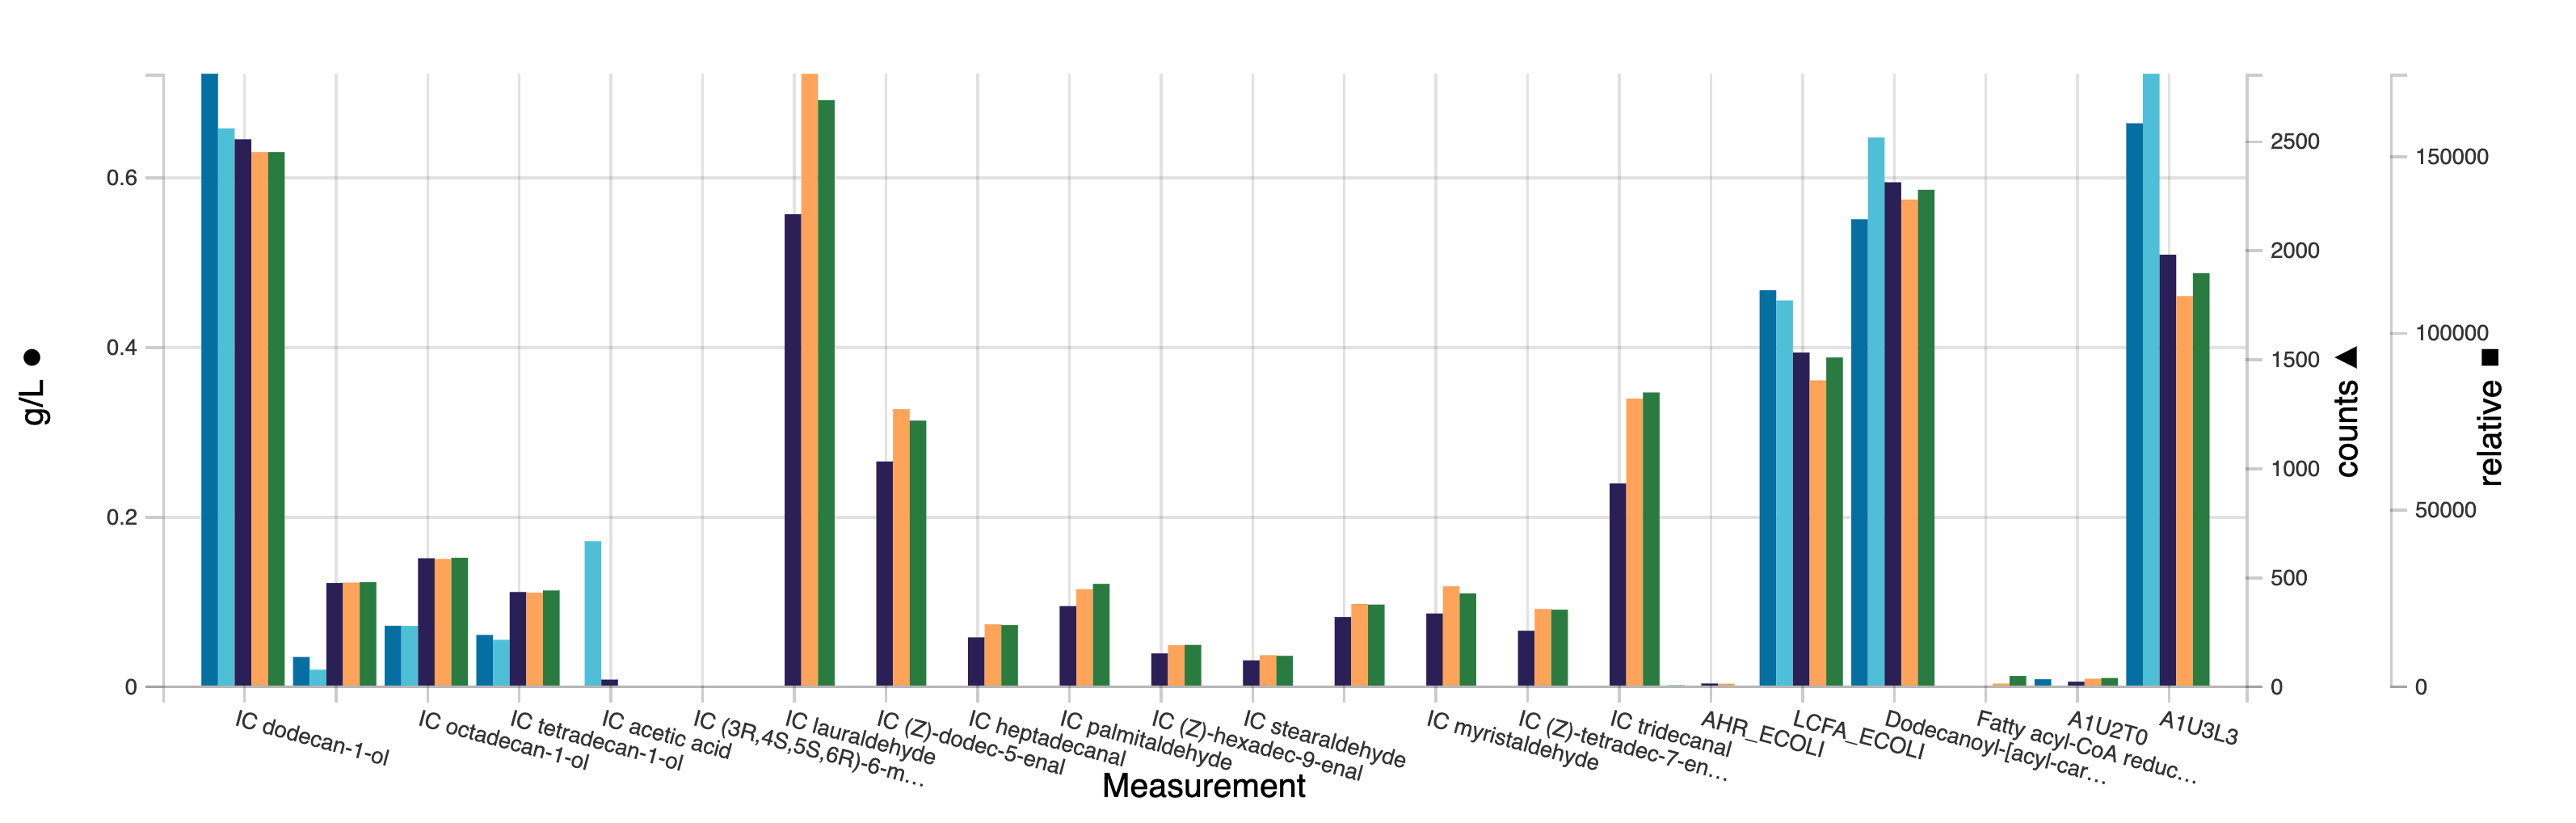 g/L ●
0.6
0.4
0.2
0
2500
2000
1500
1000
500
0
counts ▲
150000
100000
50000
0
relative ■
IC dodecan-1-ol
IC octadecan-1-ol
IC tetradecan-1-ol
IC acetic acid
IC (3R,4S,5S,6R)-6-m…
IC lauraldehyde
IC (Z)-dodec-5-enal
IC heptadecanal
IC palmitaldehyde
IC (Z)-hexadec-9-enal
IC stearaldehyde
IC myristaldehyde
IC (Z)-tetradec-7-en…
IC tridecanal
AHR_ECOLI
LCFA_ECOLI
Dodecanoyl-[acyl-car…
Fatty acyl-CoA reduc…
A1U2T0
A1U3L3
Measurement